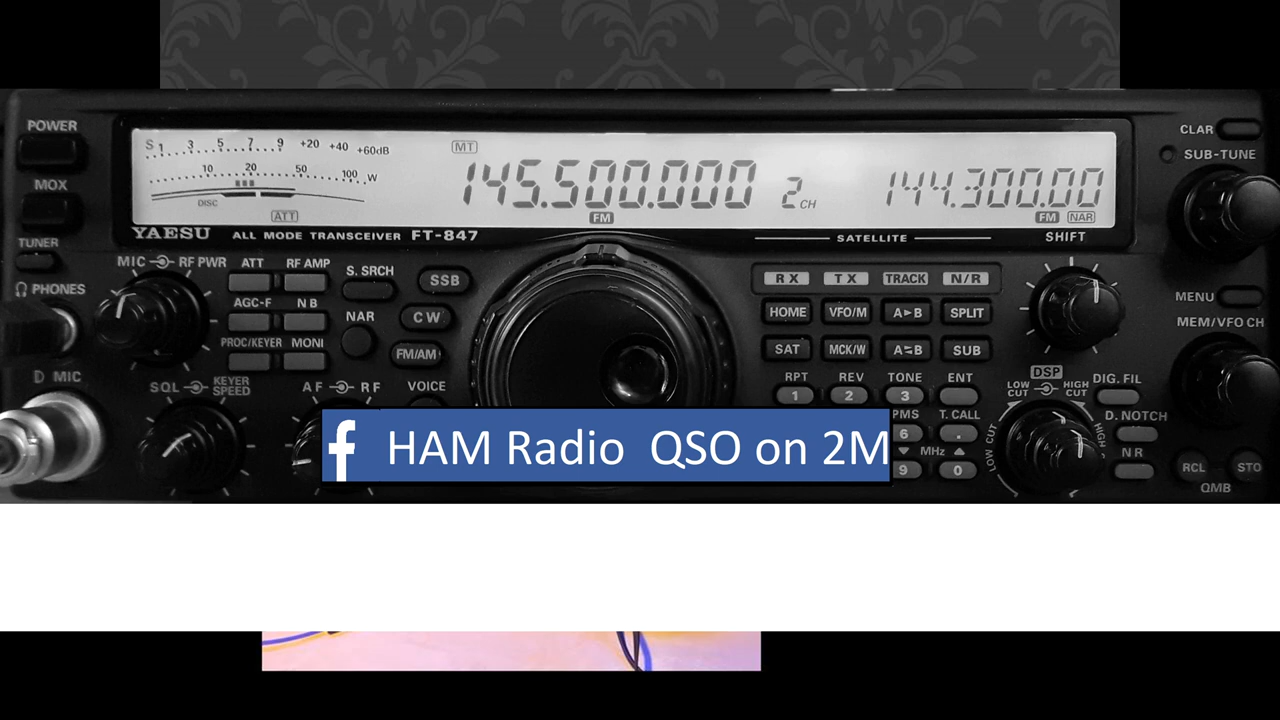 POWER
MOX
TUNER
PHONES
D MIC
S 1 3 5 7 9 +20 +40 +60dB
10 20 50 100 W
DISC
ATT
MT
145.500.000
FM
2 CH
144.300.00
FM NAR
YAESU ALL MODE TRANSCEIVER FT-847
SATELLITE
SHIFT
CLAR
SUB-TUNE
MIC RF PWR ATT RF AMP
S. SRCH
SSB
AGC-F N B
NAR
CW
PROC/KEYER MONI
FM/AM
SQL KEYER SPEED
AF RF
VOICE
RX TX TRACK N/R
HOME VFO/M A►B SPLIT
SAT MCK/W A⇆B SUB
RPT REV TONE ENT
1 2 3
PMS T. CALL
6 .
▼ MHz ▲
9 0
MENU
MEM/VFO CH
DSP
LOW CUT HIGH CUT
DIG. FIL
D. NOTCH
N R
LOW CUT
HIGH C
RCL STO
QMB
f HAM Radio QSO on 2M